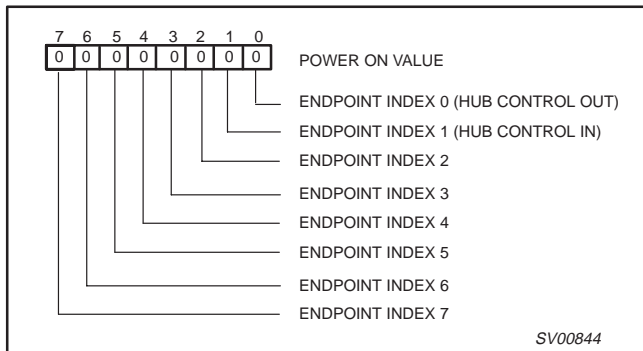 7 6 5 4 3 2 1 0
0 0 0 0 0 0 0 0 POWER ON VALUE
ENDPOINT INDEX 0 (HUB CONTROL OUT)
ENDPOINT INDEX 1 (HUB CONTROL IN)
ENDPOINT INDEX 2
ENDPOINT INDEX 3
ENDPOINT INDEX 4
ENDPOINT INDEX 5
ENDPOINT INDEX 6
ENDPOINT INDEX 7
SV00844